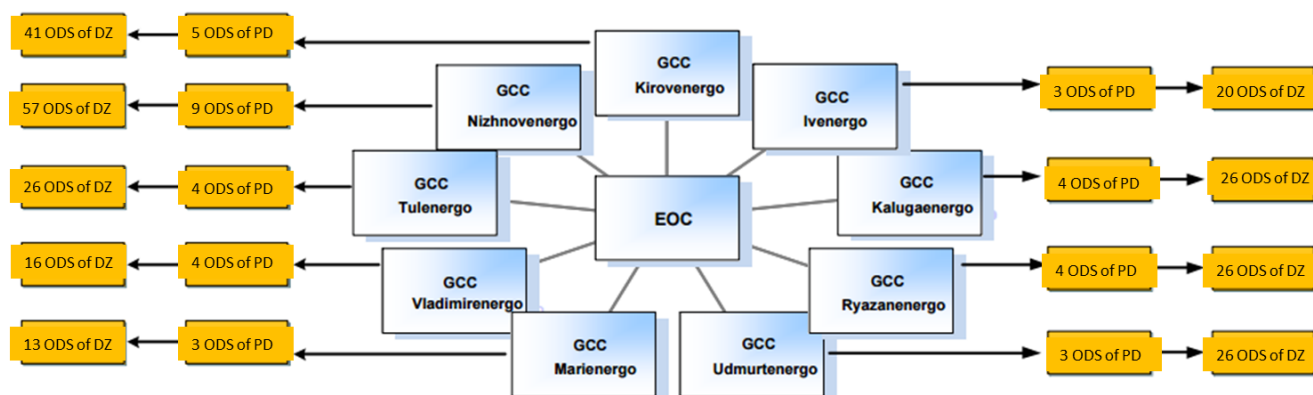 41 ODS of DZ
5 ODS of PD
GCC
Kirovenergo
GCC
Nizhnovenergo
GCC
Ivenergo
3 ODS of PD
20 ODS of DZ
57 ODS of DZ
9 ODS of PD
26 ODS of DZ
4 ODS of PD
GCC
Tulenergo
EOC
GCC
Kalugaenergo
4 ODS of PD
26 ODS of DZ
16 ODS of DZ
4 ODS of PD
GCC
Vladimirenergo
GCC
Ryazanenergo
4 ODS of PD
26 ODS of DZ
13 ODS of DZ
3 ODS of PD
GCC
Marienergo
GCC
Udmurtenergo
3 ODS of PD
26 ODS of DZ